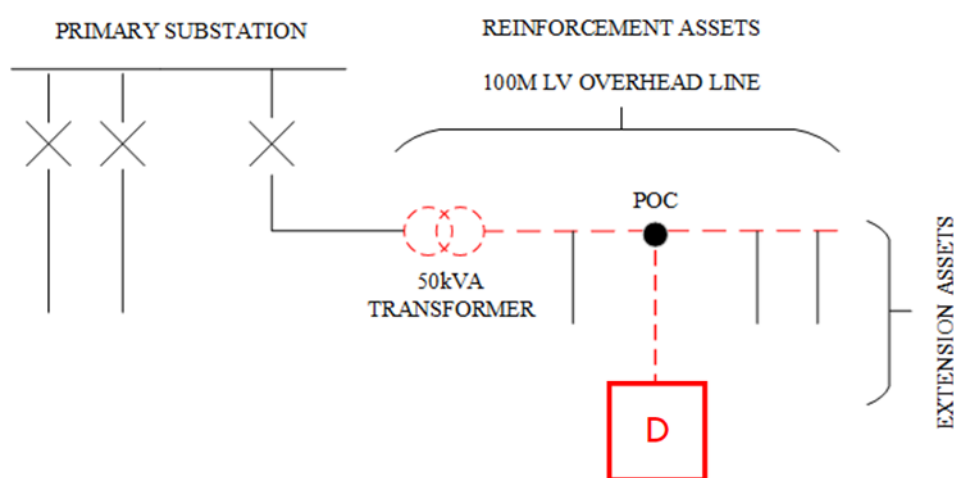 PRIMARY SUBSTATION
REINFORCEMENT ASSETS
100M LV OVERHEAD LINE
POC
50kVA
TRANSFORMER
EXTENSION ASSETS
D